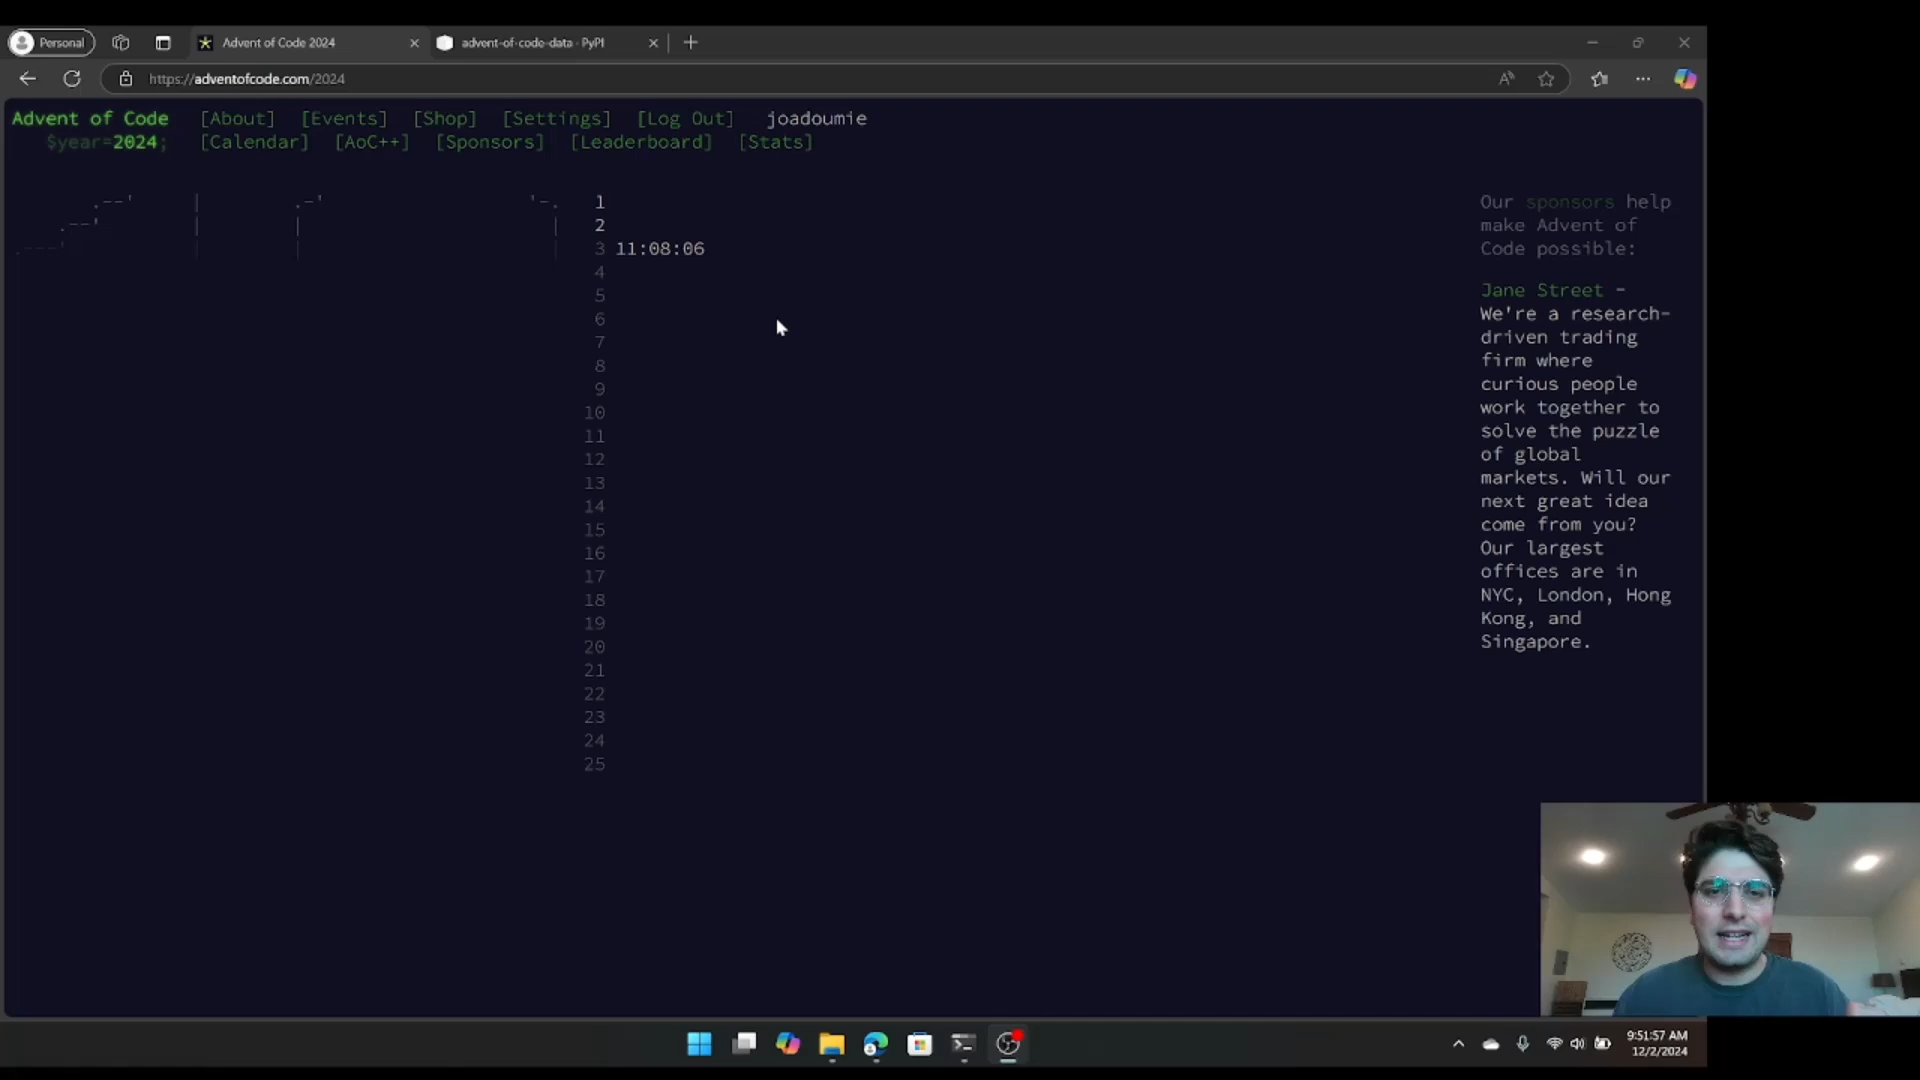 Personal
Advent of Code 2024
advent-of-code-data · PyPI
https://adventofcode.com/2024
Advent of Code [About] [Events] [Shop] [Settings] [Log Out] joadoumie
$year=2024; [Calendar] [AoC++] [Sponsors] [Leaderboard] [Stats]
1
2
3 11:08:06
4
5
6
7
8
9
10
11
12
13
14
15
16
17
18
19
20
21
22
23
24
25
Our sponsors help
make Advent of
Code possible:
Jane Street -
We're a research-
driven trading
firm where
curious people
work together to
solve the puzzle
of global
markets. Will our
next great idea
come from you?
Our largest
offices are in
NYC, London, Hong
Kong, and
Singapore.
9:51:57 AM
12/2/2024